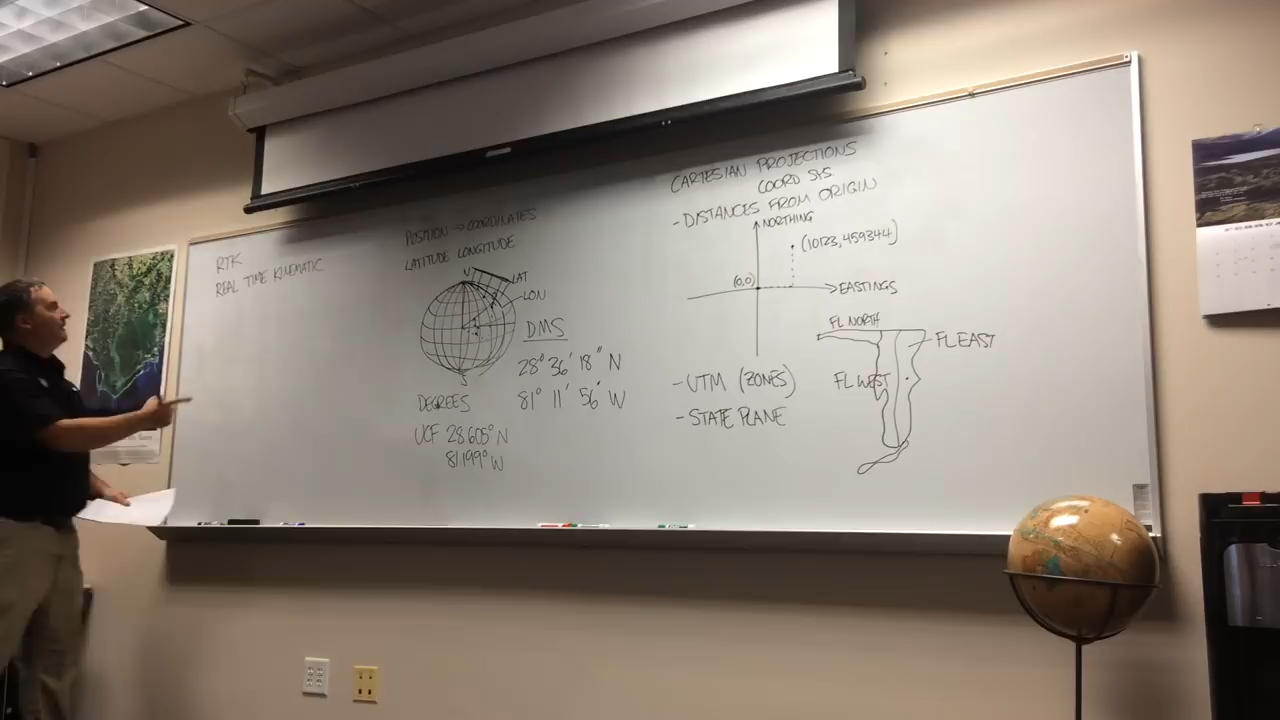 RTK
REAL TIME KINEMATIC
POSITION → COORDINATES
LATITUDE LONGITUDE
N
LAT
LON
S
DMS
28° 36' 18" N
81° 11' 56" W
DEGREES
UCF 28.605° N
81.199° W
CARTESIAN PROJECTIONS
COORD SYS
- DISTANCES FROM ORIGIN
NORTHING
(10123, 459344)
(0,0)
EASTINGS
- UTM (ZONES)
- STATE PLANE
FL NORTH
FL EAST
FL WEST